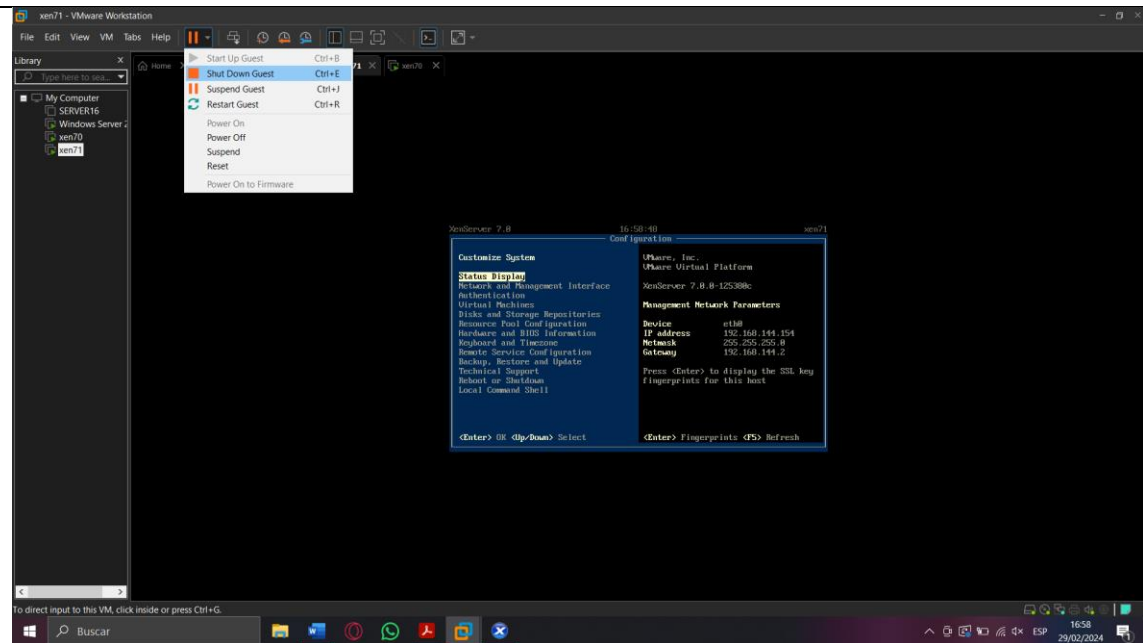 xen71 - VMware Workstation
File Edit View VM Tabs Help
Library X
Type here to sea...
My Computer
SERVER16
Windows Server 2
xen70
xen71
Home 71 X xen70 X
Start Up Guest Ctrl+B
Shut Down Guest Ctrl+E
Suspend Guest Ctrl+J
Restart Guest Ctrl+R
Power On
Power Off
Suspend
Reset
Power On to Firmware
XenServer 7.0 16:58:40 xen71
Configuration
Customize System
Status Display
Network and Management Interface
Authentication
Virtual Machines
Disks and Storage Repositories
Resource Pool Configuration
Hardware and BIOS Information
Keyboard and Timezone
Remote Service Configuration
Backup, Restore and Update
Technical Support
Reboot or Shutdown
Local Command Shell
<Enter> OK <Up/Down> Select
VMware, Inc.
VMware Virtual Platform
XenServer 7.0.0-125380c
Management Network Parameters
Device eth0
IP address 192.168.144.154
Netmask 255.255.255.0
Gateway 192.168.144.2
Press <Enter> to display the SSL key
fingerprints for this host
<Enter> Fingerprints <F5> Refresh
To direct input to this VM, click inside or press Ctrl+G.
Buscar
ESP
16:58
29/02/2024